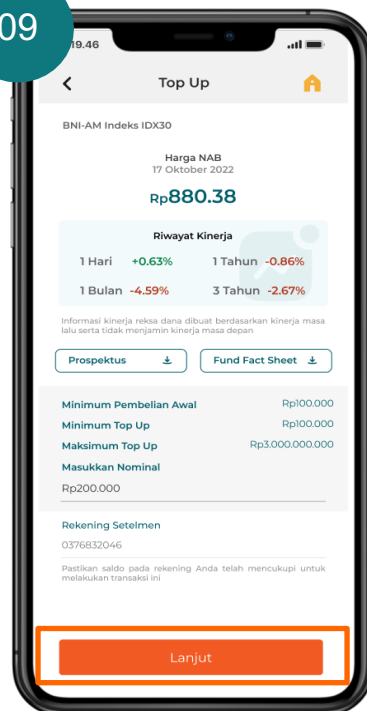 09
19.46
Top Up
BNI-AM Indeks IDX30
Harga NAB
17 Oktober 2022
Rp880.38
Riwayat Kinerja
1 Hari +0.63% 1 Tahun -0.86%
1 Bulan -4.59% 3 Tahun -2.67%
Informasi kinerja reksa dana dibuat berdasarkan kinerja masa
lalu serta tidak menjamin kinerja masa depan
Prospektus Fund Fact Sheet
Minimum Pembelian Awal Rp100.000
Minimum Top Up Rp100.000
Maksimum Top Up Rp3.000.000.000
Masukkan Nominal
Rp200.000
Rekening Setelmen
0376832046
Pastikan saldo pada rekening Anda telah mencukupi untuk
melakukan transaksi ini
Lanjut